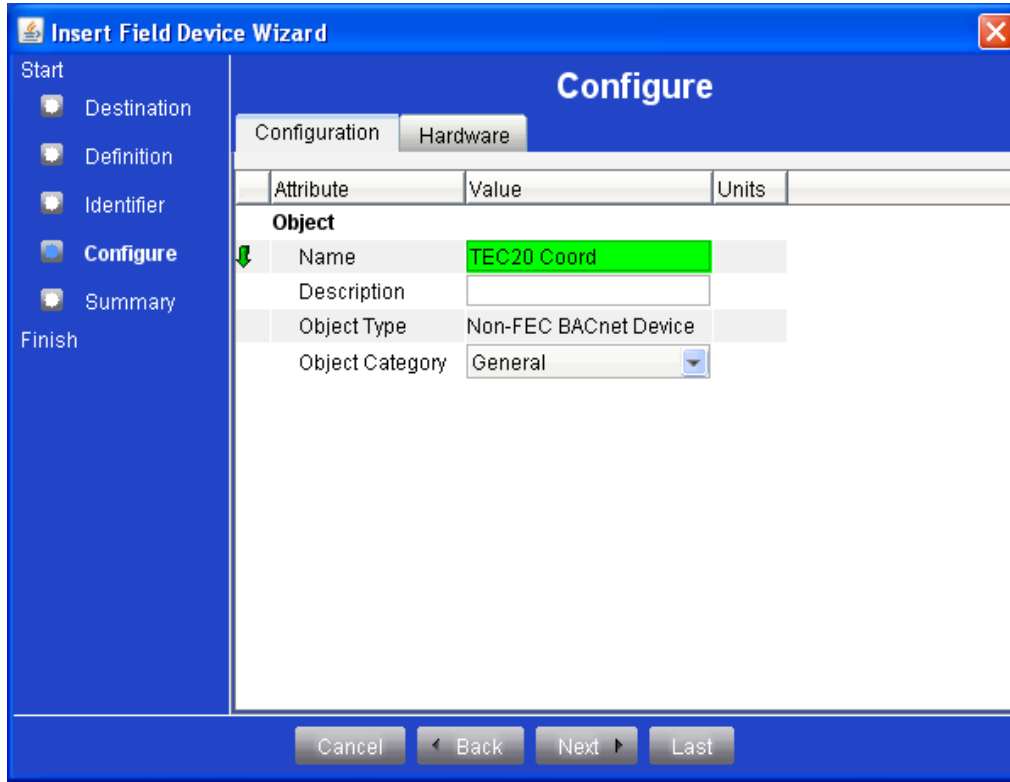 Insert Field Device Wizard
Start
Destination
Definition
Identifier
Configure
Summary
Finish
Configure
Configuration Hardware
Attribute Value Units
Object
Name TEC20 Coord
Description
Object Type Non-FEC BACnet Device
Object Category General
Cancel Back Next Last